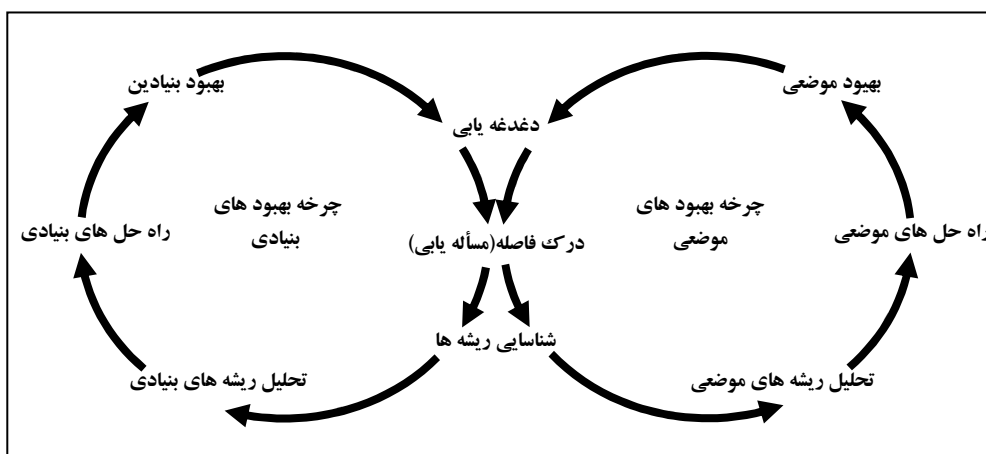 بهبود موضعی
بهبود بنیادین
دغدغه یابی
چرخه بهبود های
موضعی
چرخه بهبود های
بنیادی
راه حل های موضعی
درک فاصله(مسأله یابی)
راه حل های بنیادی
شناسایی ریشه ها
تحلیل ریشه های موضعی
تحلیل ریشه های بنیادی